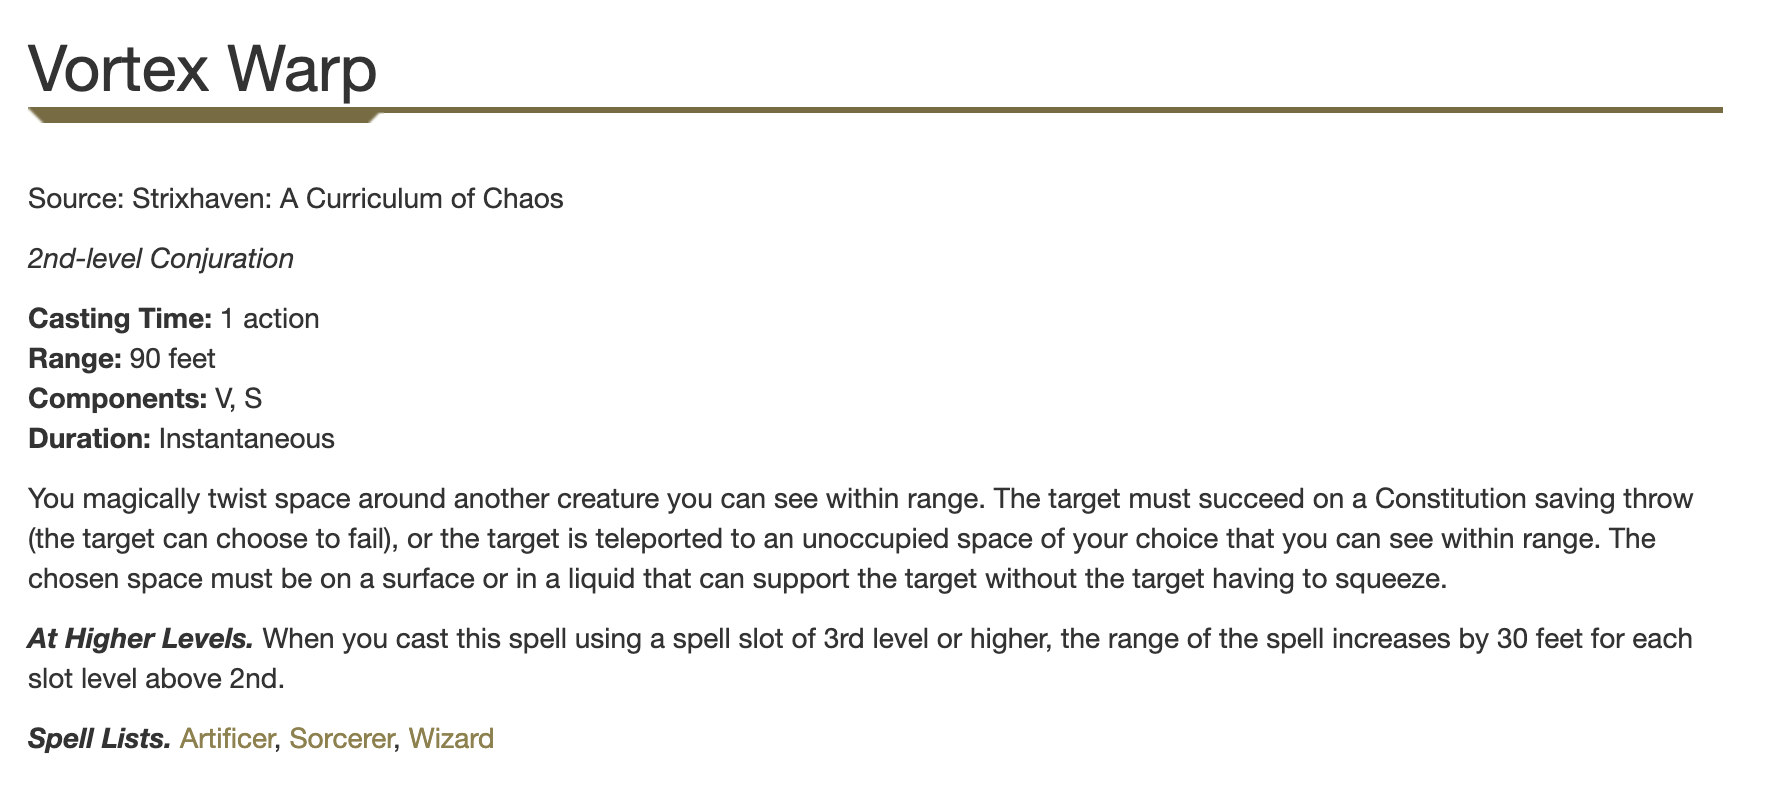 Vortex Warp
Source: Strixhaven: A Curriculum of Chaos
2nd-level Conjuration
Casting Time: 1 action
Range: 90 feet
Components: V, S
Duration: Instantaneous
You magically twist space around another creature you can see within range. The target must succeed on a Constitution saving throw
(the target can choose to fail), or the target is teleported to an unoccupied space of your choice that you can see within range. The
chosen space must be on a surface or in a liquid that can support the target without the target having to squeeze.
At Higher Levels. When you cast this spell using a spell slot of 3rd level or higher, the range of the spell increases by 30 feet for each
slot level above 2nd.
Spell Lists. Artificer, Sorcerer, Wizard